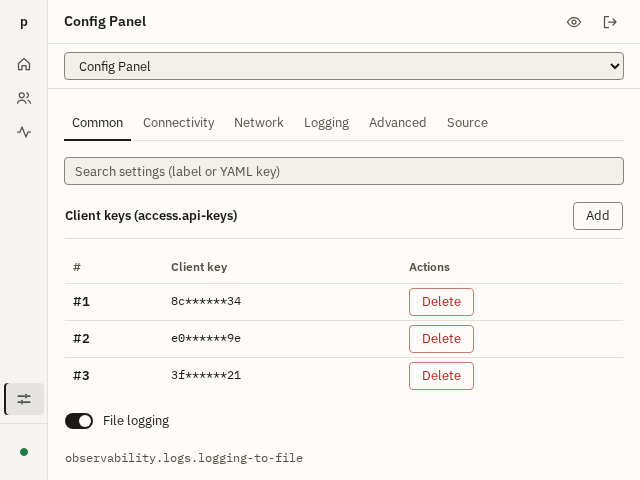 p
Config Panel
Config Panel
Common Connectivity Network Logging Advanced Source
Search settings (label or YAML key)
Client keys (access.api-keys)
Add
# Client key Actions
#1 8c******34 Delete
#2 e0******9e Delete
#3 3f******21 Delete
File logging
observability.logs.logging-to-file